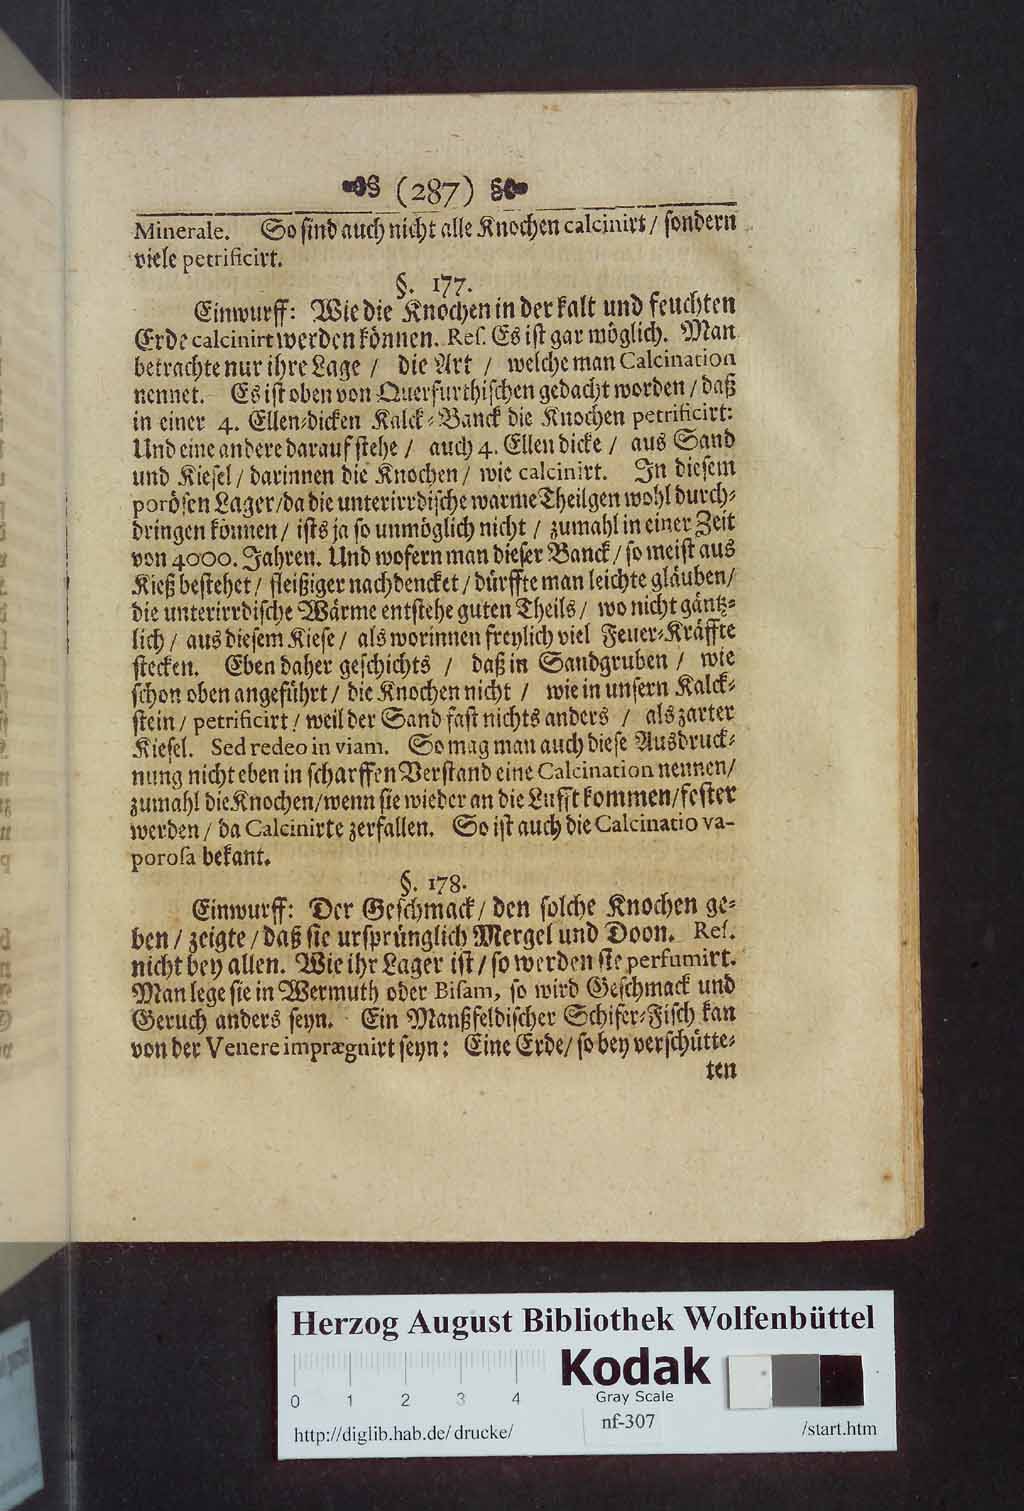 (287)
Minerale. So sind auch nicht alle Knochen calcinirt / sondern
viele petrificirt.
§. 177.
Einwurff: Wie die Knochen in der kalt und feuchten
Erde calcinirt werden können. Res. Es ist gar möglich. Man
betrachte nur ihre Lage / die Art / welche man Calcination
nennet. Es ist oben von Querfurthischen gedacht worden / daß
in einer 4. Ellen-dicken Kalck-Banck die Knochen petrificirt:
Und eine andere darauf stehe / auch 4. Ellen dicke / aus Sand
und Kiesel / darinnen die Knochen / wie calcinirt. In diesem
porösen Lager / da die unterirrdische warme Theilgen wohl durch-
dringen können / ists ja so unmöglich nicht / zumahl in einer Zeit
von 4000. Jahren. Und wofern man dieser Banck / so meist aus
Kieß bestehet / fleißiger nachdencket / dürffte man leichte gläuben /
die unterirrdische Wärme entstehe guten Theils / wo nicht gäntz-
lich / aus diesem Kiese / als worinnen freylich viel Feuer-Kräffte
stecken. Eben daher geschichts / daß in Sandgruben / wie
schon oben angeführt / die Knochen nicht / wie in unsern Kalck-
stein / petrificirt / weil der Sand fast nichts anders / als zarter
Kiesel. Sed redeo in viam. So mag man auch diese Ausdruck-
nung nicht eben in scharffen Verstand eine Calcination nennen /
zumahl die Knochen / wenn sie wieder an die Lufft kommen / fester
werden / da Calcinirte zerfallen. So ist auch die Calcinatio va-
porosa bekant.
§. 178.
Einwurff: Der Geschmack / den solche Knochen ge-
ben / zeigte / daß sie ursprünglich Mergel und Doon. Res.
nicht bey allen. Wie ihr Lager ist / so werden sie perfumirt.
Man lege sie in Wermuth oder Bisam, so wird Geschmack und
Geruch anders seyn. Ein Manßfeldischer Schifer-Fisch kan
von der Venere imprægnirt seyn: Eine Erde / so bey verschütte-
ten
Herzog August Bibliothek Wolfenbüttel
0 1 2 3 4
Kodak
Gray Scale
http://diglib.hab.de/drucke/ nf-307 /start.htm